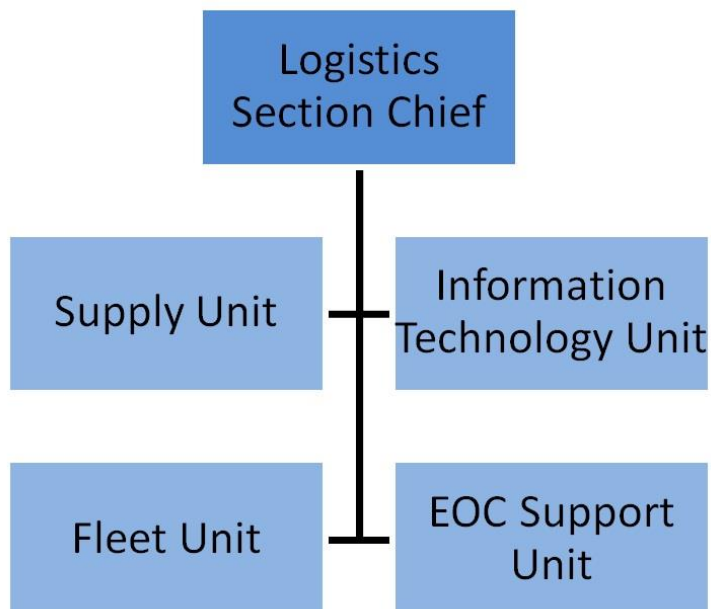 Logistics
Section Chief
Supply Unit
Information
Technology Unit
Fleet Unit
EOC Support
Unit